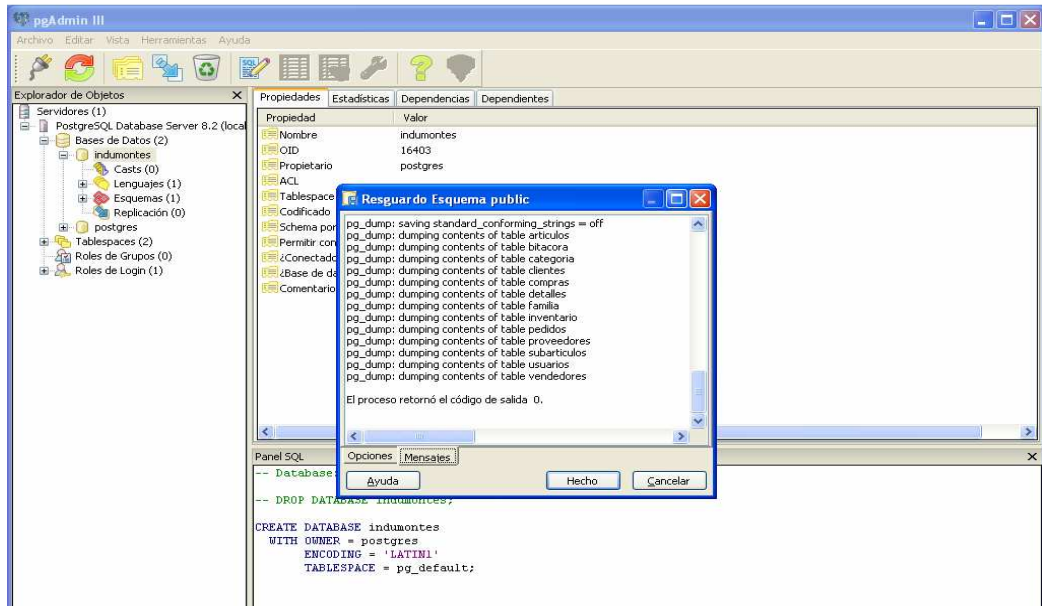 pgAdmin III
Archivo Editar Vista Herramientas Ayuda
SQL
Explorador de Objetos
Servidores (1)
PostgreSQL Database Server 8.2 (local
Bases de Datos (2)
indumontes
Casts (0)
Lenguajes (1)
Esquemas (1)
Replicación (0)
postgres
Tablespaces (2)
Roles de Grupos (0)
Roles de Login (1)
Propiedades Estadísticas Dependencias Dependientes
Propiedad Valor
Nombre indumontes
OID 16403
Propietario postgres
ACL
Tablespace
Codificado
Schema por
Permitir con
¿Conectado
¿Base de da
Comentario
Resguardo Esquema public
pg_dump: saving standard_conforming_strings = off
pg_dump: dumping contents of table articulos
pg_dump: dumping contents of table bitacora
pg_dump: dumping contents of table categoria
pg_dump: dumping contents of table clientes
pg_dump: dumping contents of table compras
pg_dump: dumping contents of table detalles
pg_dump: dumping contents of table familia
pg_dump: dumping contents of table inventario
pg_dump: dumping contents of table pedidos
pg_dump: dumping contents of table proveedores
pg_dump: dumping contents of table subarticulos
pg_dump: dumping contents of table usuarios
pg_dump: dumping contents of table vendedores
El proceso retornó el código de salida 0.
Opciones Mensajes
Ayuda Hecho Cancelar
Panel SQL
-- Database:
-- DROP DATABASE indumontes;
CREATE DATABASE indumontes
WITH OWNER = postgres
ENCODING = 'LATIN1'
TABLESPACE = pg_default;